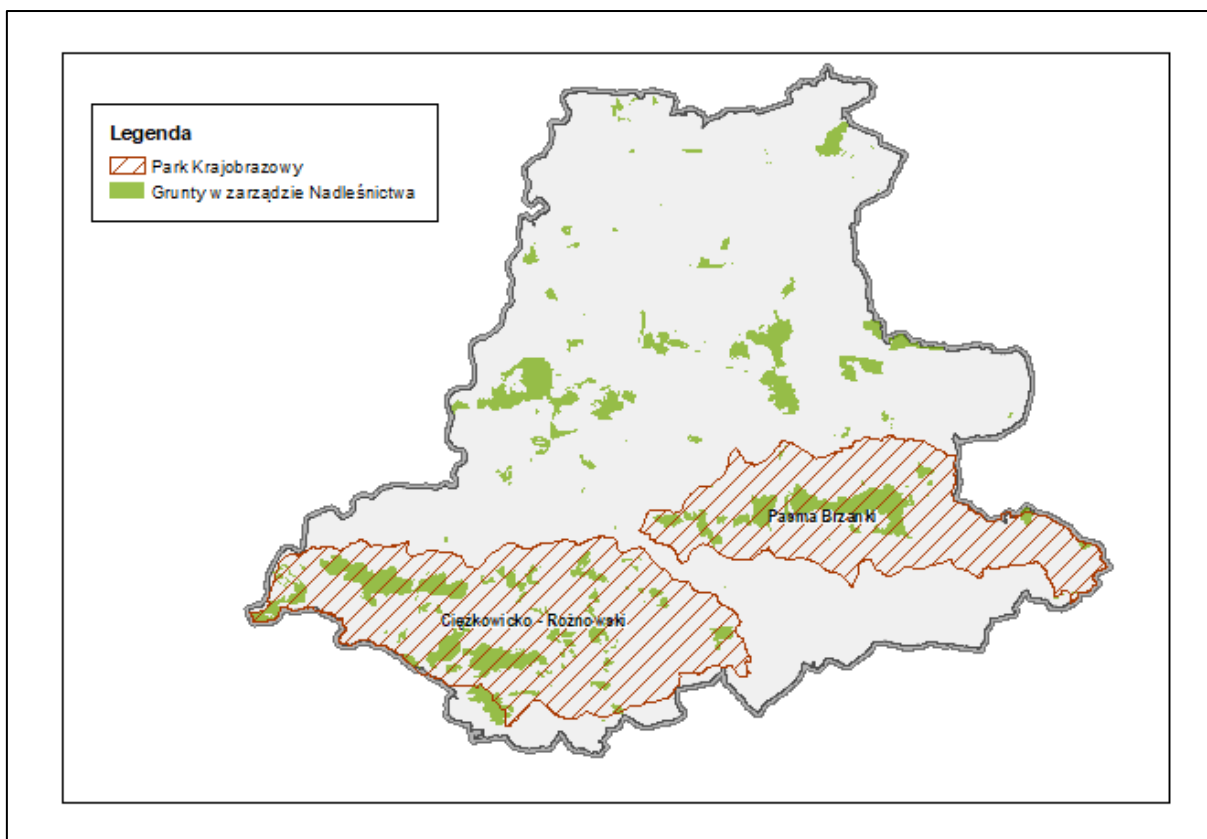 Legenda
Park Krajobrazowy
Grunty w zarządzie Nadleśnictwa
Pasma Brzanki
Ciężkowicko - Rożnowski